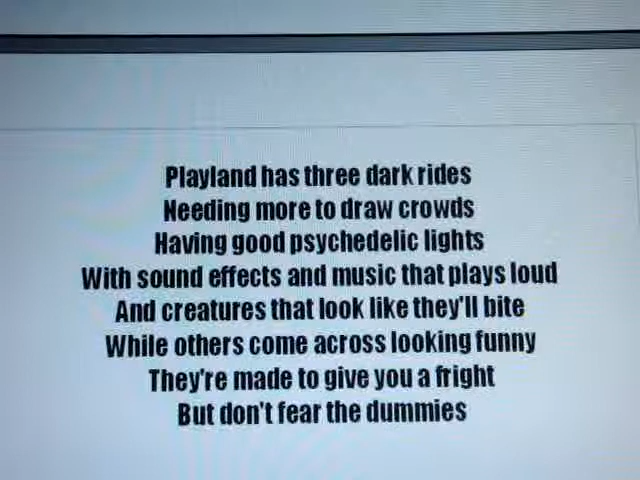 Playland has three dark rides
Needing more to draw crowds
Having good psychedelic lights
With sound effects and music that plays loud
And creatures that look like they'll bite
While others come across looking funny
They're made to give you a fright
But don't fear the dummies